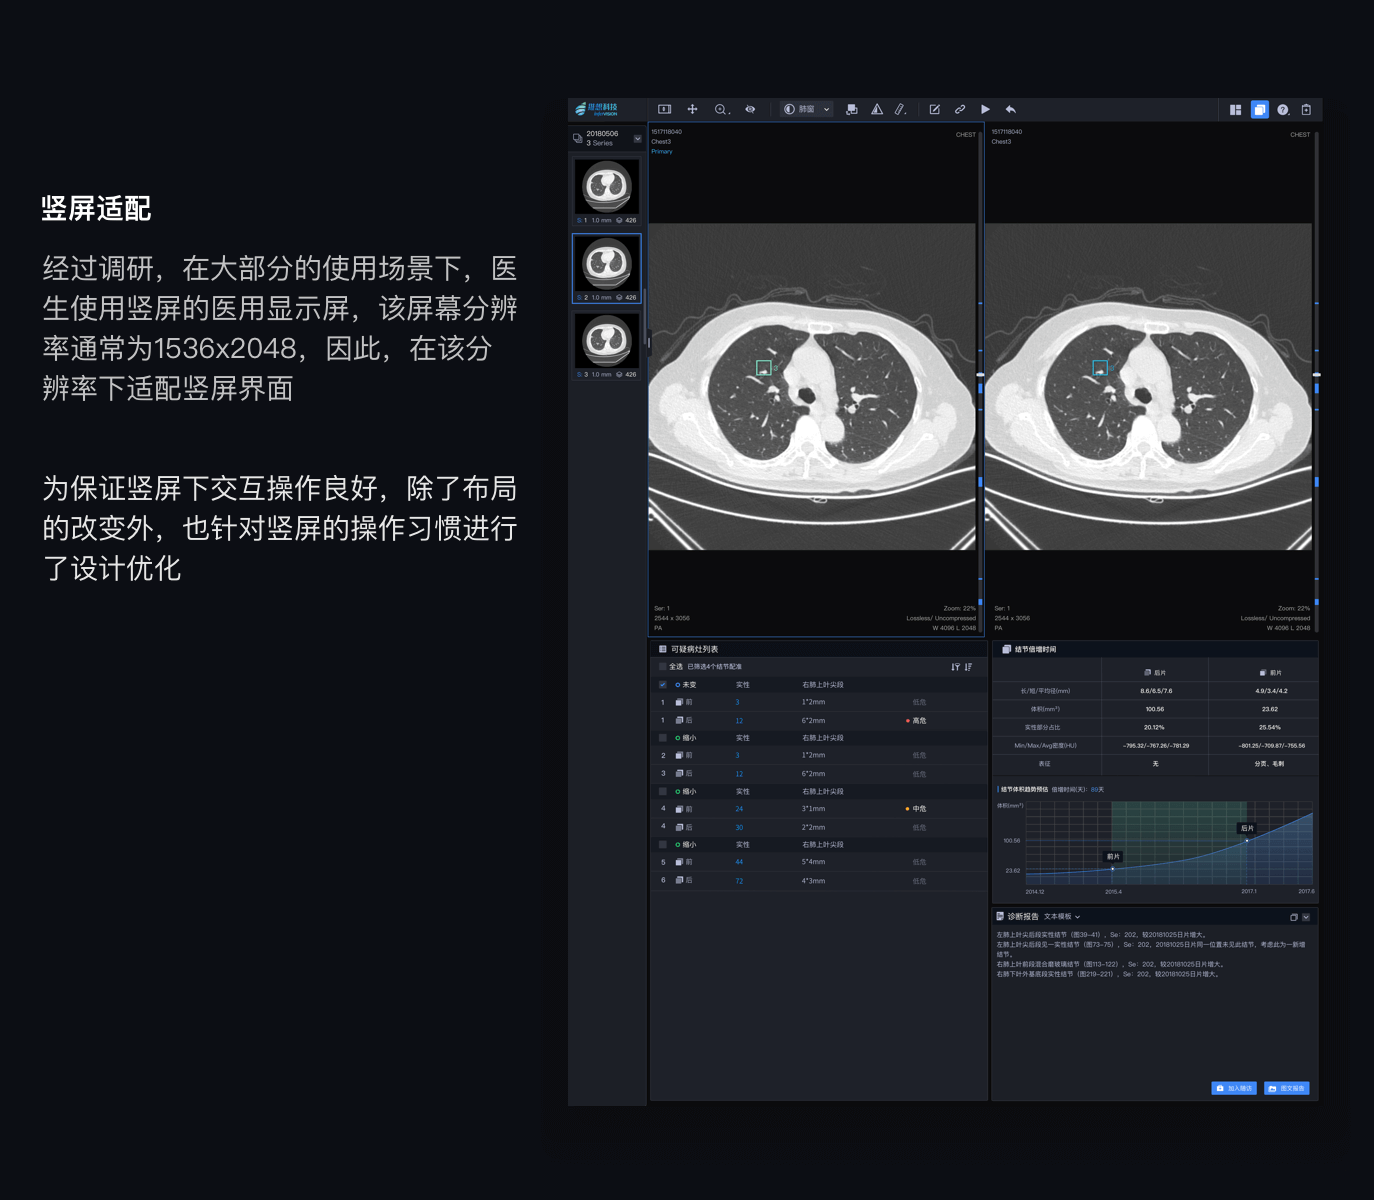 竖屏适配
经过调研，在大部分的使用场景下，医
生使用竖屏的医用显示屏，该屏幕分辨
率通常为1536x2048，因此，在该分
辨率下适配竖屏界面
为保证竖屏下交互操作良好，除了布局
的改变外，也针对竖屏的操作习惯进行
了设计优化
肺窗
20180506
3 Series
S: 1 1.0 mm 426
S: 2 1.0 mm 426
S: 3 1.0 mm 426
1517118040
Chest3
Primary
CHEST
Ser: 1
2544 x 3056
PA
Zoom: 22%
Lossless/ Uncompressed
W 4096 L 2048
1517118040
Chest3
CHEST
Ser: 1
2544 x 3056
PA
Zoom: 22%
Lossless/ Uncompressed
W 4096 L 2048
可疑病灶列表
全选 已筛选4个结节配准
未变 实性 右肺上叶尖段
1 前 3 1*2mm 低危
1 后 12 6*2mm 高危
缩小 实性 右肺上叶尖段
2 前 3 1*2mm 低危
3 后 12 6*2mm 低危
缩小 实性 右肺上叶尖段
4 前 24 3*1mm 中危
4 后 30 2*2mm 低危
缩小 实性 右肺上叶尖段
5 前 44 5*4mm 低危
6 后 72 4*3mm 低危
结节倍增时间
后片 前片
长/短/平均径(mm) 8.6/6.5/7.6 4.9/3.4/4.2
体积(mm³) 100.56 23.62
实性部分占比 20.12% 25.54%
Min/Max/Avg密度(HU) -795.32/-767.26/-781.29 -801.25/-709.87/-755.56
表征 无 分页、毛刺
结节体积趋势预估 倍增时间(天)：89天
体积(mm³)
后片
100.56
前片
23.62
2014.12 2015.4 2017.1 2017.6
诊断报告 文本模板
左肺上叶尖后段实性结节（图39-41），Se：202，较20181025日片增大。
左肺上叶尖后段见一实性结节（图73-75），Se：202，20181025日片同一位置未见此结节，考虑此为一新增
结节。
右肺上叶前段混合磨玻璃结节（图113-122），Se：202，较20181025日片增大。
右肺下叶外基底段实性结节（图219-221），Se：202，较20181025日片增大。
加入随访 图文报告